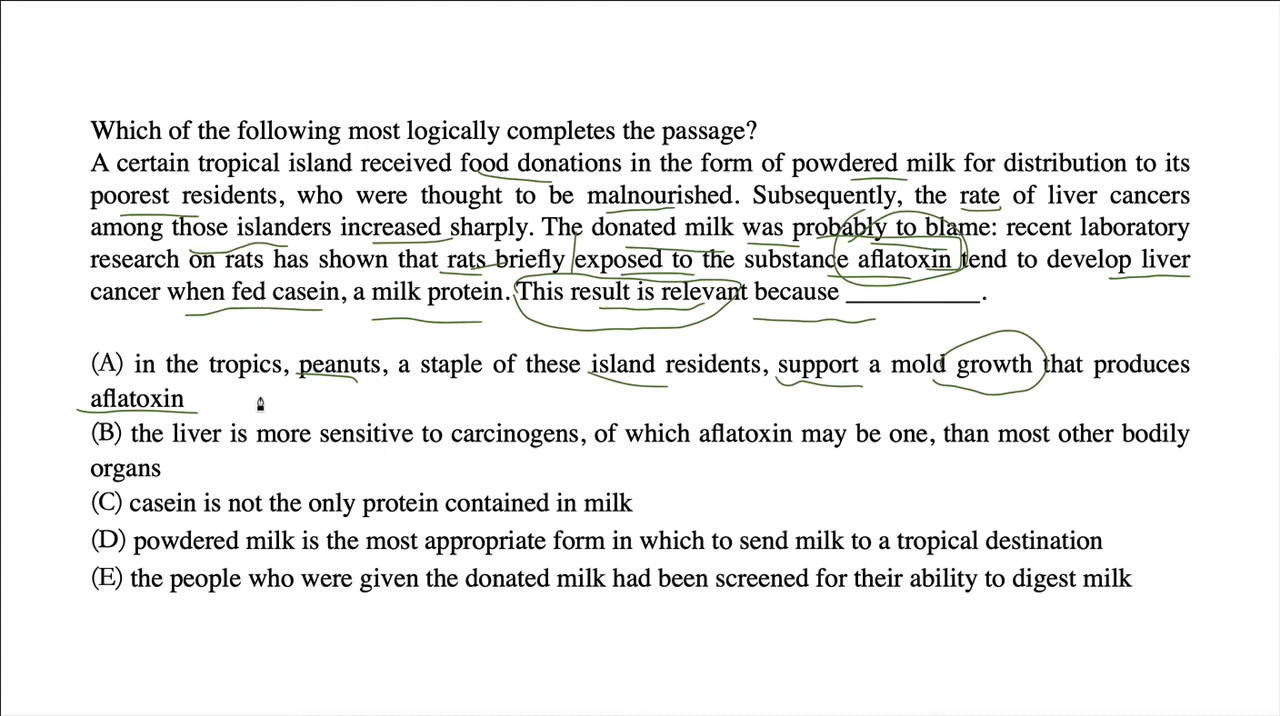 Which of the following most logically completes the passage?
A certain tropical island received food donations in the form of powdered milk for distribution to its
poorest residents, who were thought to be malnourished. Subsequently, the rate of liver cancers
among those islanders increased sharply. The donated milk was probably to blame: recent laboratory
research on rats has shown that rats briefly exposed to the substance aflatoxin tend to develop liver
cancer when fed casein, a milk protein. This result is relevant because __________.
(A) in the tropics, peanuts, a staple of these island residents, support a mold growth that produces
aflatoxin
(B) the liver is more sensitive to carcinogens, of which aflatoxin may be one, than most other bodily
organs
(C) casein is not the only protein contained in milk
(D) powdered milk is the most appropriate form in which to send milk to a tropical destination
(E) the people who were given the donated milk had been screened for their ability to digest milk